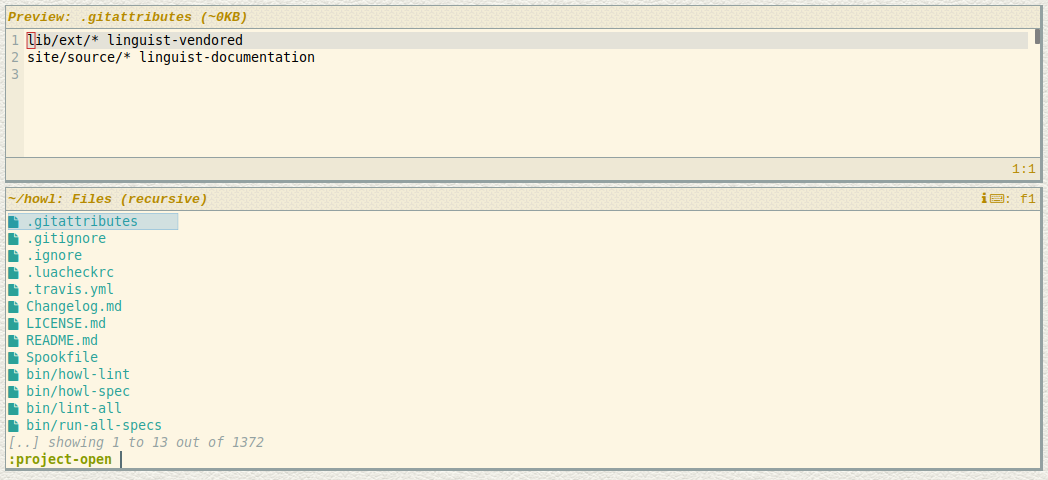 Preview: .gitattributes (~0KB)
1 lib/ext/* linguist-vendored
2 site/source/* linguist-documentation
3
1:1
~/howl: Files (recursive) : f1
.gitattributes
.gitignore
.ignore
.luacheckrc
.travis.yml
Changelog.md
LICENSE.md
README.md
Spookfile
bin/howl-lint
bin/howl-spec
bin/lint-all
bin/run-all-specs
[..] showing 1 to 13 out of 1372
:project-open